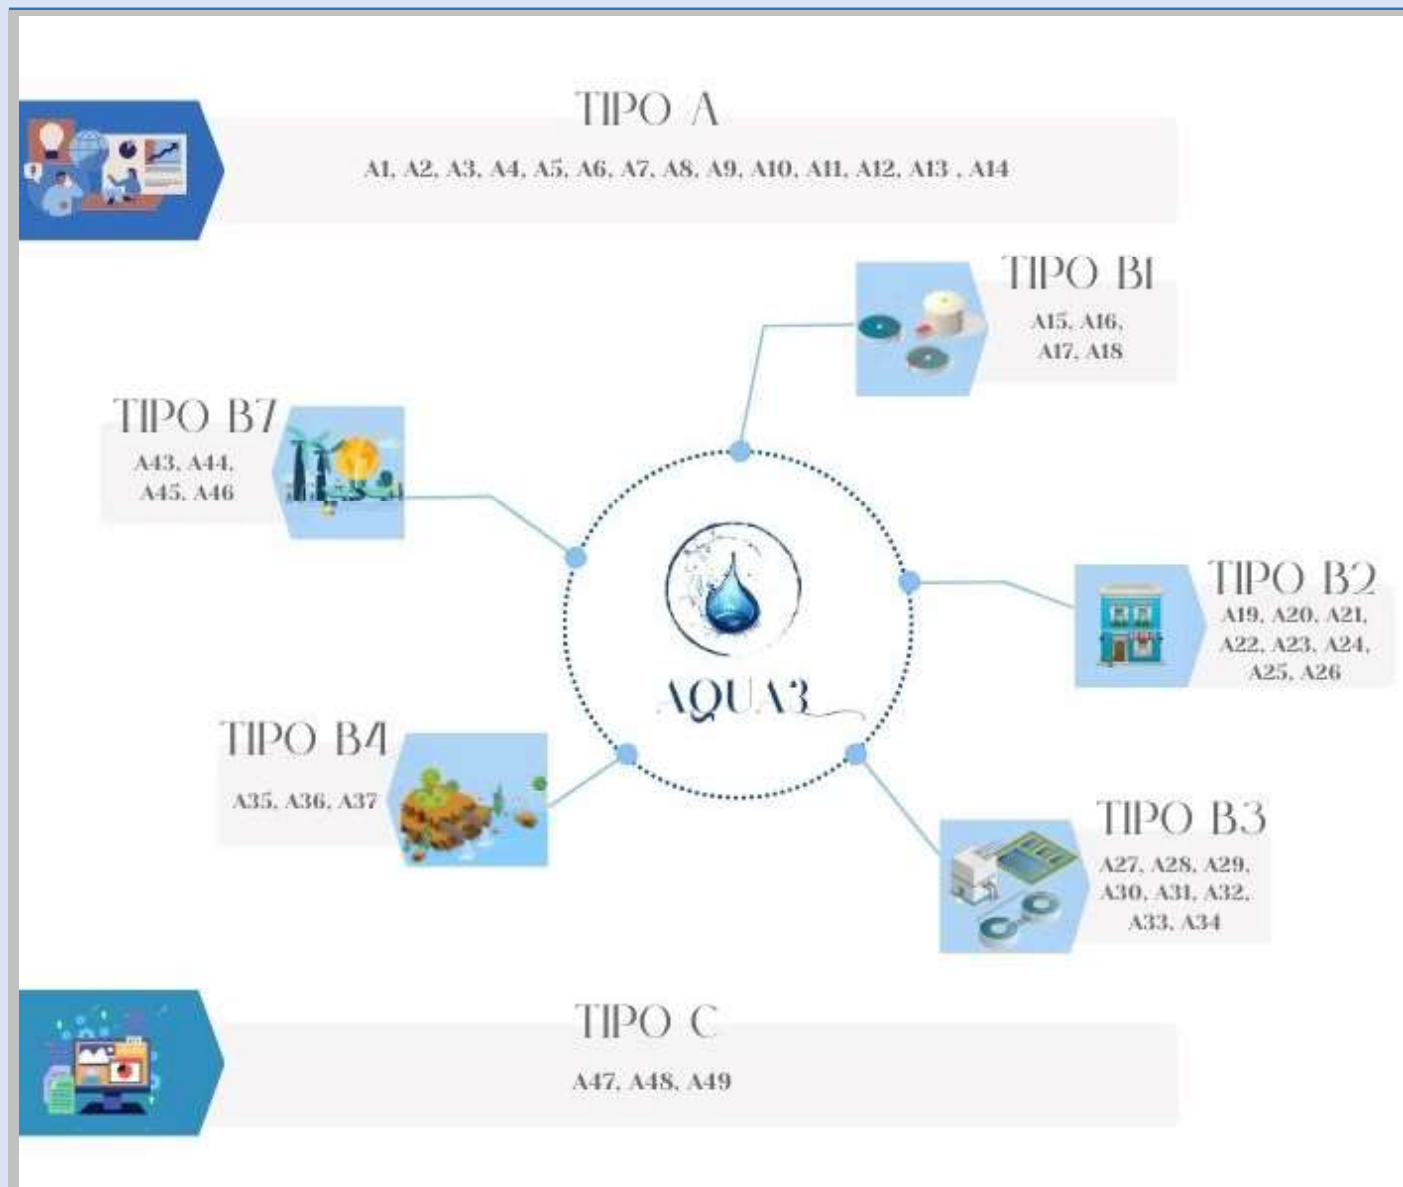 TIPO A
A1, A2, A3, A4, A5, A6, A7, A8, A9, A10, A11, A12, A13 , A14
TIPO B1
A15, A16,
A17, A18
TIPO B7
A43, A44,
A45, A46
TIPO B2
A19, A20, A21,
A22, A23, A24,
A25, A26
AQUA3
TIPO B4
A35, A36, A37
TIPO B3
A27, A28, A29,
A30, A31, A32,
A33, A34
TIPO C
A47, A48, A49